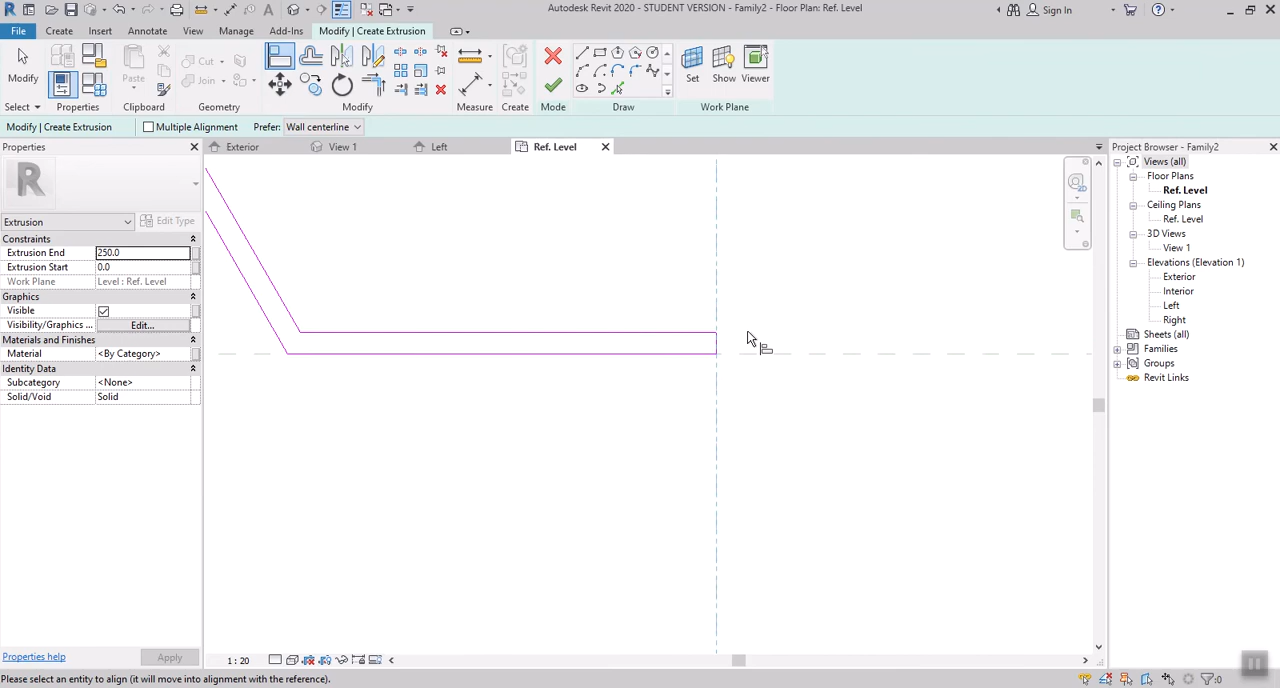 Autodesk Revit 2020 - STUDENT VERSION - Family2 - Floor Plan: Ref. Level
Sign In
File Create Insert Annotate View Manage Add-Ins Modify | Create Extrusion
Modify Paste Cut Join Set Show Viewer
Select Properties Clipboard Geometry Modify Measure Create Mode Draw Work Plane
Modify | Create Extrusion Multiple Alignment Prefer: Wall centerline
Properties
Exterior View 1 Left Ref. Level
Project Browser - Family2
Extrusion Edit Type
Constraints
Extrusion End 250.0
Extrusion Start 0.0
Work Plane Level : Ref. Level
Graphics
Visible
Visibility/Graphics ... Edit...
Materials and Finishes
Material <By Category>
Identity Data
Subcategory <None>
Solid/Void Solid
Properties help Apply
2D
Views (all)
Floor Plans
Ref. Level
Ceiling Plans
Ref. Level
3D Views
View 1
Elevations (Elevation 1)
Exterior
Interior
Left
Right
Sheets (all)
Families
Groups
Revit Links
1 : 20
Please select an entity to align (it will move into alignment with the reference).
:0